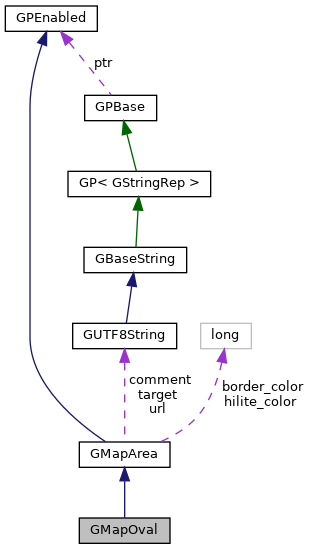 GPEnabled
ptr
GPBase
GP< GStringRep >
GBaseString
GUTF8String
long
comment
target
url
border_color
hilite_color
GMapArea
GMapOval